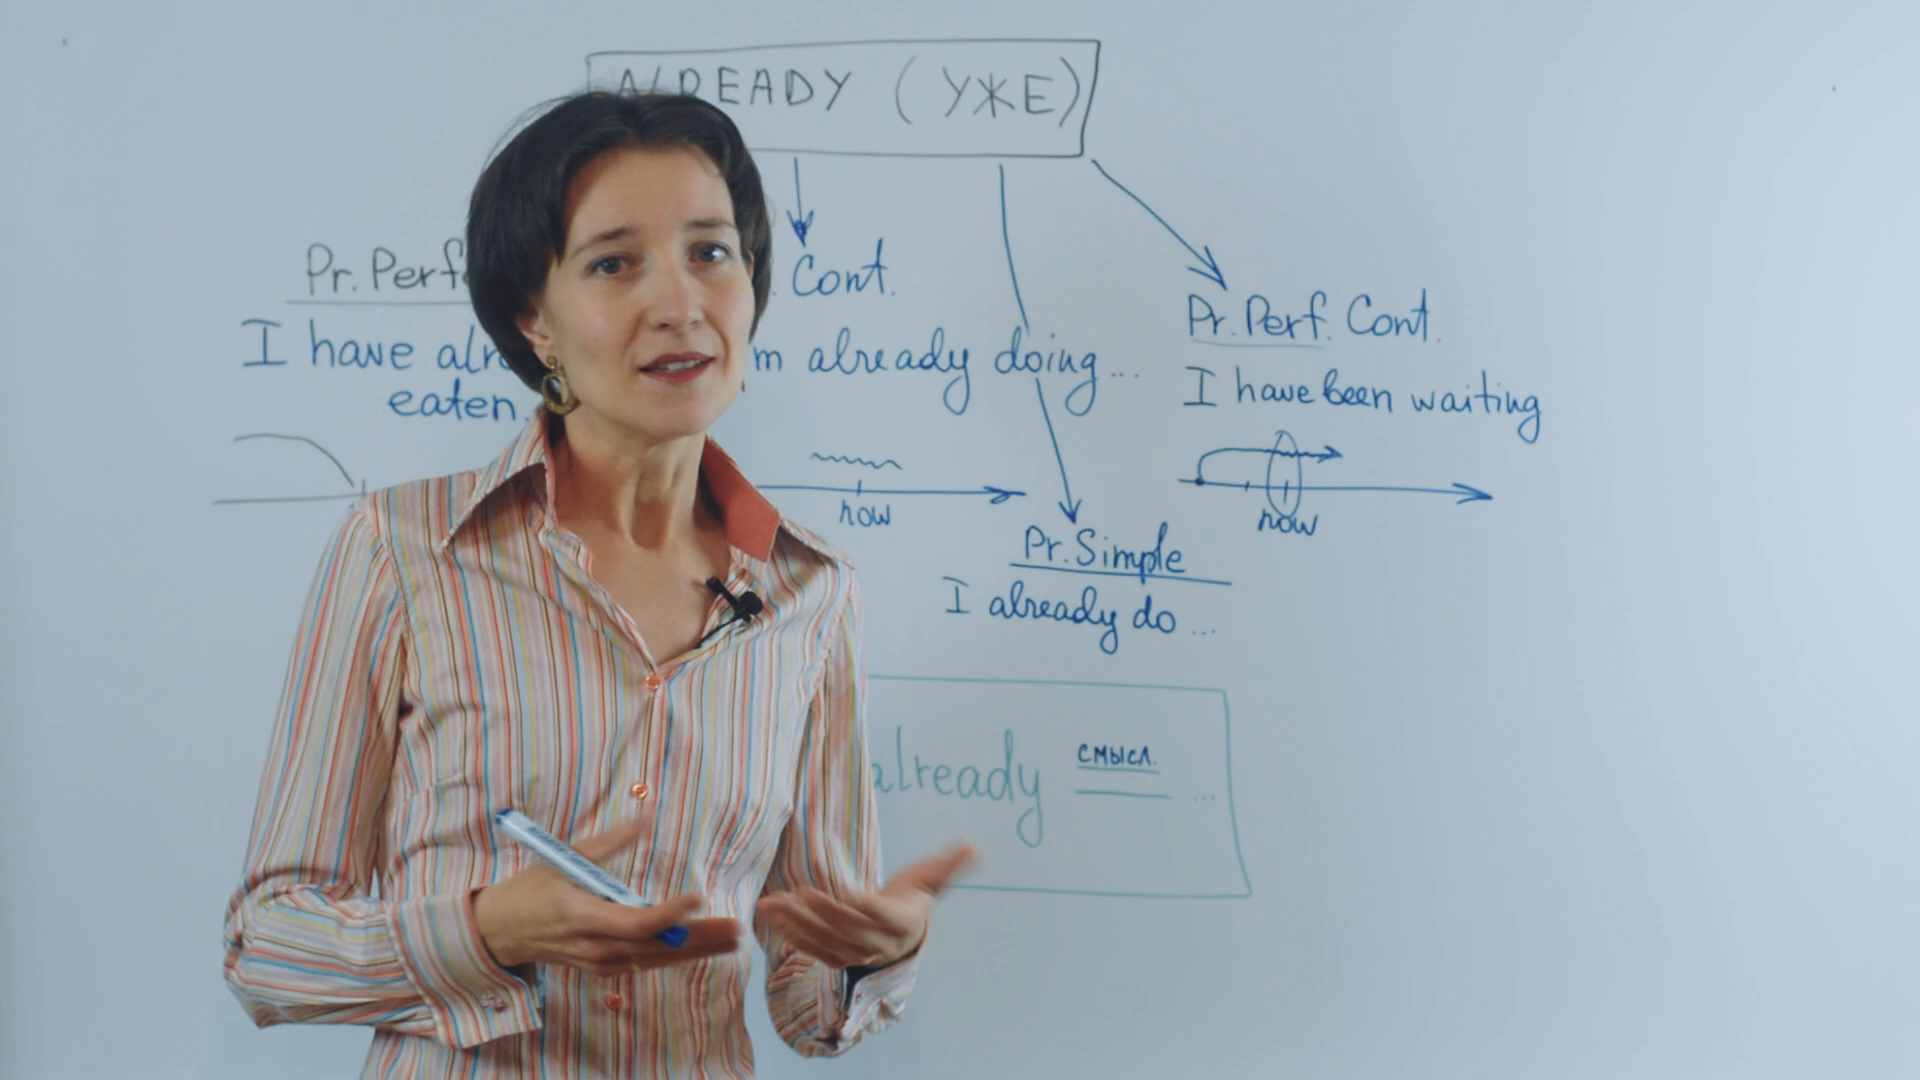 ALREADY (УЖЕ)
Pr. Perf
Cont.
Pr. Perf. Cont.
I have
already doing...
I have been waiting
eaten.
now
now
Pr. Simple
I already do ...
already смысл. ...